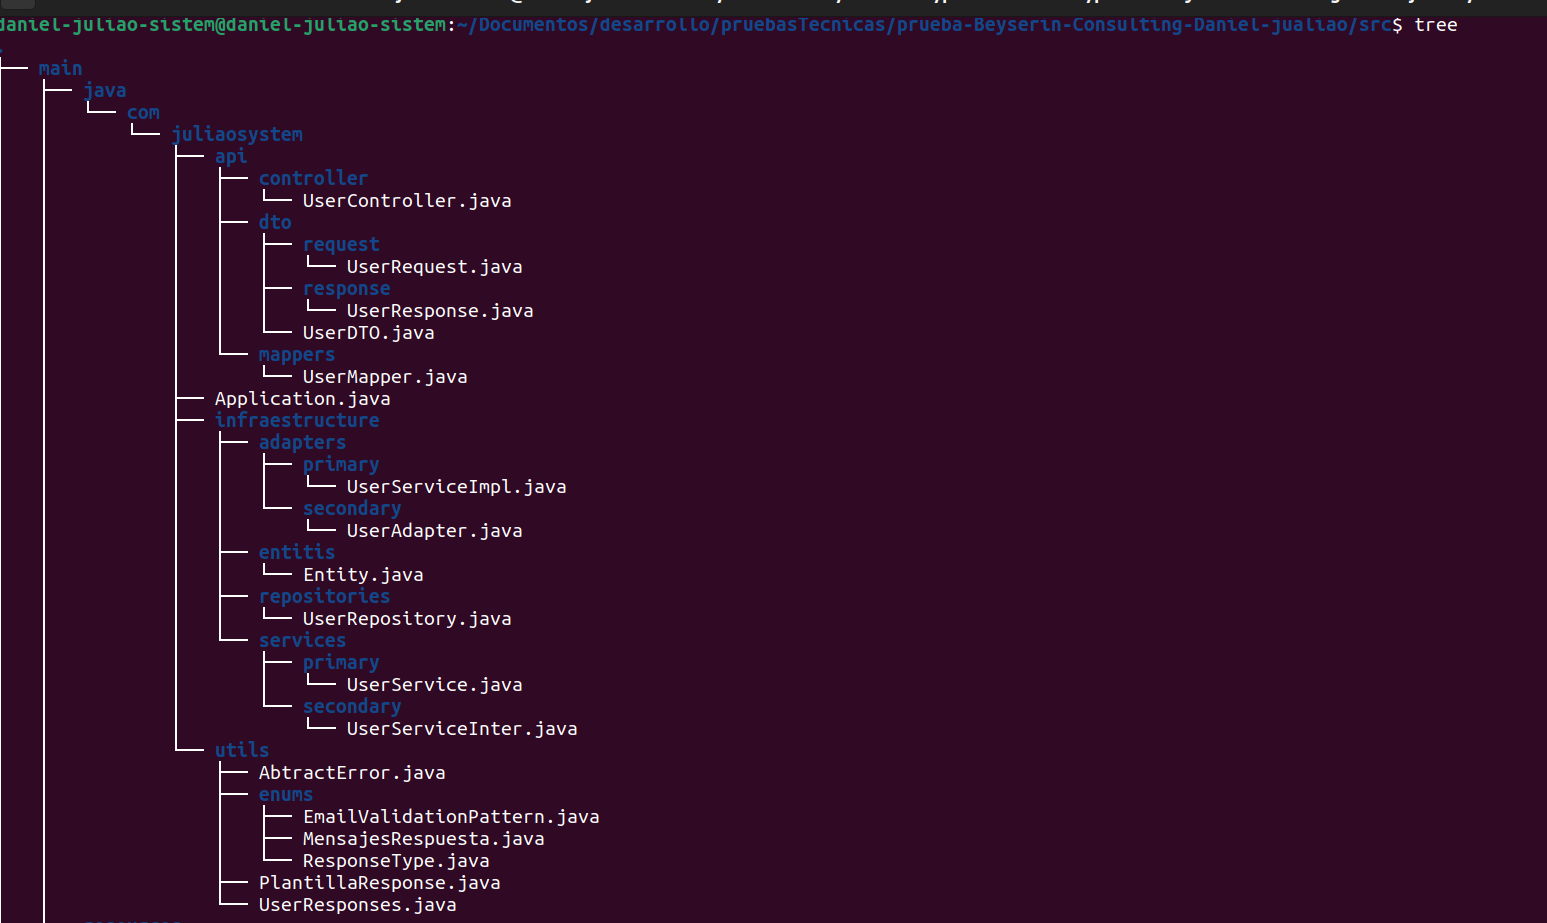 daniel-juliao-sistem@daniel-juliao-sistem:~/Documentos/desarrollo/pruebasTecnicas/prueba-Beyserin-Consulting-Daniel-jualiao/src$ tree
.
├── main
│   ├── java
│   │   └── com
│   │       └── juliaosystem
│   │           ├── api
│   │           │   ├── controller
│   │           │   │   └── UserController.java
│   │           │   ├── dto
│   │           │   │   ├── request
│   │           │   │   │   └── UserRequest.java
│   │           │   │   ├── response
│   │           │   │   │   └── UserResponse.java
│   │           │   │   └── UserDTO.java
│   │           │   └── mappers
│   │           │       └── UserMapper.java
│   │           ├── Application.java
│   │           ├── infraestructure
│   │           │   ├── adapters
│   │           │   │   ├── primary
│   │           │   │   │   └── UserServiceImpl.java
│   │           │   │   └── secondary
│   │           │   │       └── UserAdapter.java
│   │           │   ├── entitis
│   │           │   │   └── Entity.java
│   │           │   ├── repositories
│   │           │   │   └── UserRepository.java
│   │           │   └── services
│   │           │       ├── primary
│   │           │       │   └── UserService.java
│   │           │       └── secondary
│   │           │           └── UserServiceInter.java
│   │           └── utils
│   │               ├── AbtractError.java
│   │               ├── enums
│   │               │   ├── EmailValidationPattern.java
│   │               │   ├── MensajesRespuesta.java
│   │               │   └── ResponseType.java
│   │               ├── PlantillaResponse.java
│   │               └── UserResponses.java